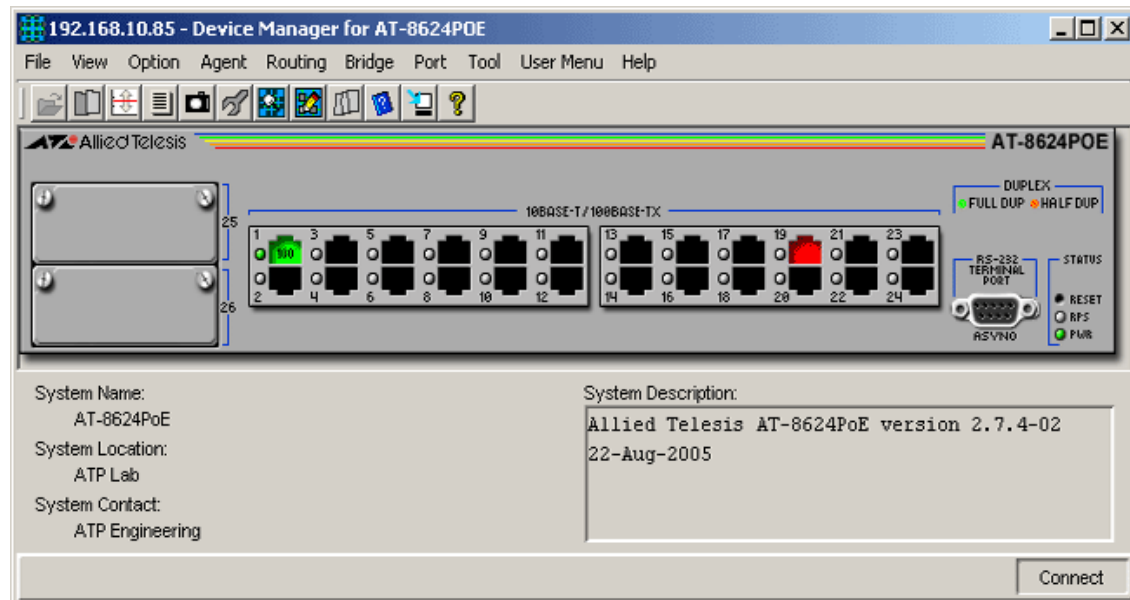 192.168.10.85 - Device Manager for AT-8624POE
File View Option Agent Routing Bridge Port Tool User Menu Help
Allied Telesis
AT-8624POE
DUPLEX
FULL DUP HALF DUP
10BASE-T/100BASE-TX
25
1 3 5 7 9 11 13 15 17 19 21 23
100
2 4 6 8 10 12 14 16 18 20 22 24
26
RS-232
TERMINAL
PORT
ASYN0
STATUS
RESET
RPS
PWR
System Name:
AT-8624PoE
System Location:
ATP Lab
System Contact:
ATP Engineering
System Description:
Allied Telesis AT-8624PoE version 2.7.4-02
22-Aug-2005
Connect